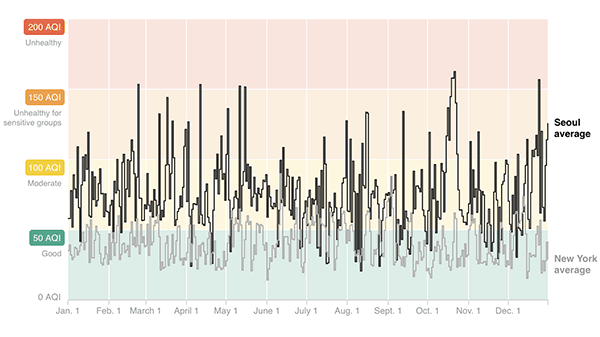 200 AQI
Unhealthy
150 AQI
Unhealthy for
sensitive groups
100 AQI
Moderate
50 AQI
Good
0 AQI
Seoul
average
New York
average
Jan. 1 Feb. 1 March 1 April 1 May 1 June 1 July 1 Aug. 1 Sept. 1 Oct. 1 Nov. 1 Dec. 1